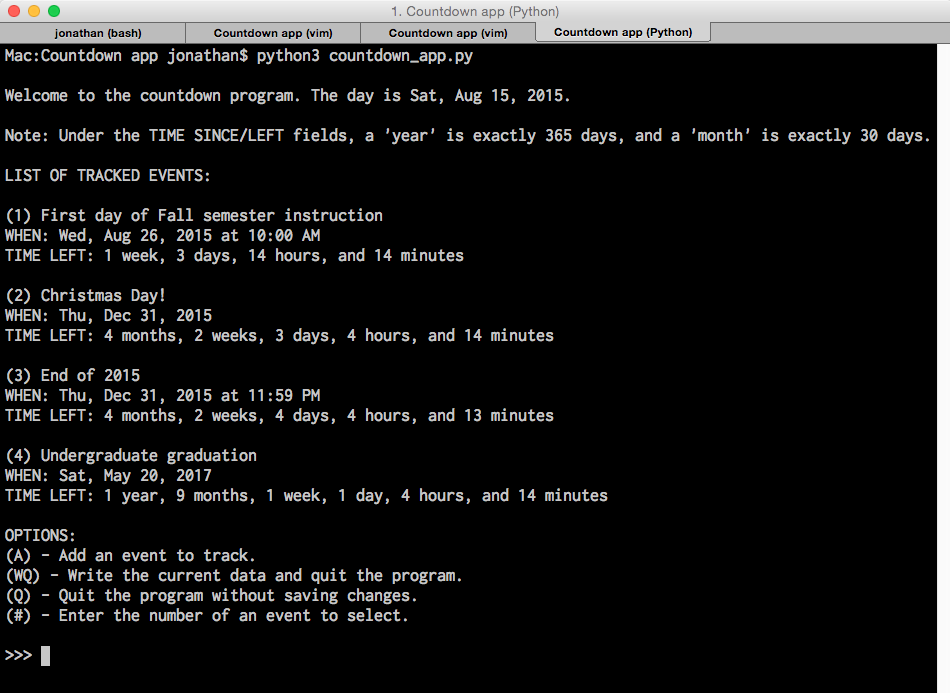 1. Countdown app (Python)
jonathan (bash) Countdown app (vim) Countdown app (vim) Countdown app (Python)
Mac:Countdown app jonathan$ python3 countdown_app.py
Welcome to the countdown program. The day is Sat, Aug 15, 2015.
Note: Under the TIME SINCE/LEFT fields, a 'year' is exactly 365 days, and a 'month' is exactly 30 days.
LIST OF TRACKED EVENTS:
(1) First day of Fall semester instruction
WHEN: Wed, Aug 26, 2015 at 10:00 AM
TIME LEFT: 1 week, 3 days, 14 hours, and 14 minutes
(2) Christmas Day!
WHEN: Thu, Dec 31, 2015
TIME LEFT: 4 months, 2 weeks, 3 days, 4 hours, and 14 minutes
(3) End of 2015
WHEN: Thu, Dec 31, 2015 at 11:59 PM
TIME LEFT: 4 months, 2 weeks, 4 days, 4 hours, and 13 minutes
(4) Undergraduate graduation
WHEN: Sat, May 20, 2017
TIME LEFT: 1 year, 9 months, 1 week, 1 day, 4 hours, and 14 minutes
OPTIONS:
(A) - Add an event to track.
(WQ) - Write the current data and quit the program.
(Q) - Quit the program without saving changes.
(#) - Enter the number of an event to select.
>>>